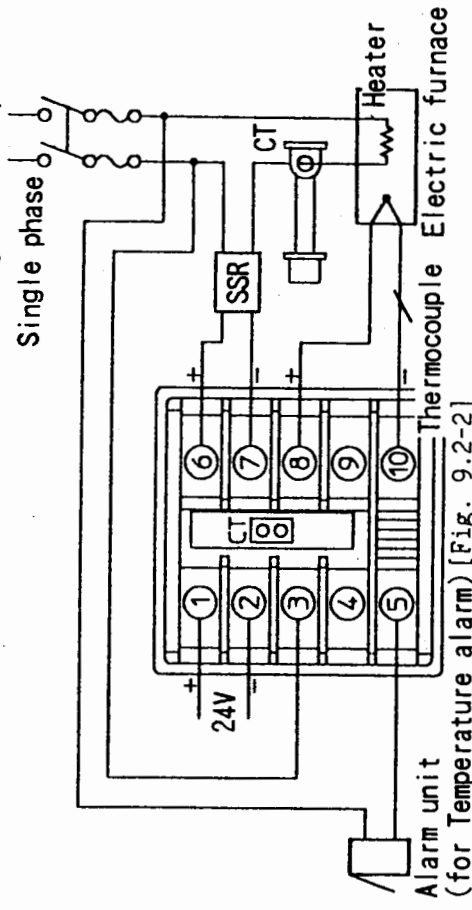 Single phase
CT
Heater
SSR
Electric furnace
+
−
+
−
Thermocouple
+
24V
−
CT
① ⑥
② ⑦
③ ⑧
④ ⑨
⑤ ⑩
Alarm unit
(for Temperature alarm) [Fig. 9.2-2]